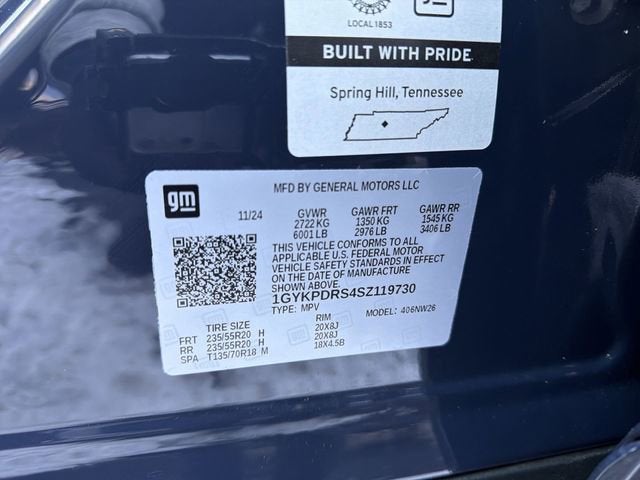 LOCAL 1853
gm
BUILT WITH PRIDE
Spring Hill, Tennessee
gm
MFD BY GENERAL MOTORS LLC
11/24 GVWR GAWR FRT GAWR RR
2722 KG 1350 KG 1545 KG
6001 LB 2976 LB 3406 LB
THIS VEHICLE CONFORMS TO ALL
APPLICABLE U.S. FEDERAL MOTOR
VEHICLE SAFETY STANDARDS IN EFFECT
ON THE DATE OF MANUFACTURE
SHOWN ABOVE.
1GYKPDRS4SZ119730
TYPE: MPV MODEL: 406NW26
TIRE SIZE RIM
FRT 235/55R20 H 20X8J
RR 235/55R20 H 20X8J
SPA T135/70R18 M 18X4.5B